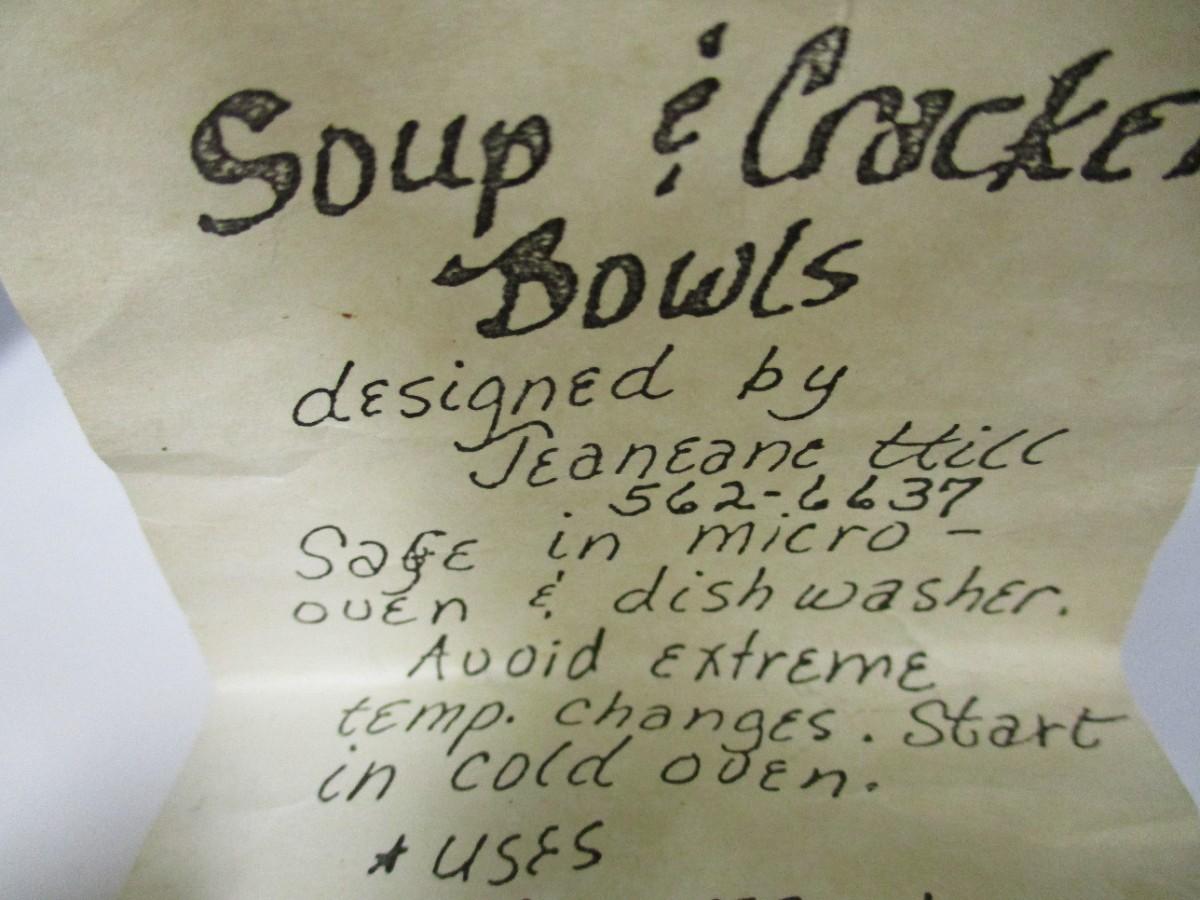 Soup & Cracker
Bowls
designed by
Jeaneane Hill
562-6637
Safe in micro-
oven & dishwasher.
Avoid extreme
temp. changes. Start
in cold oven.
* USES